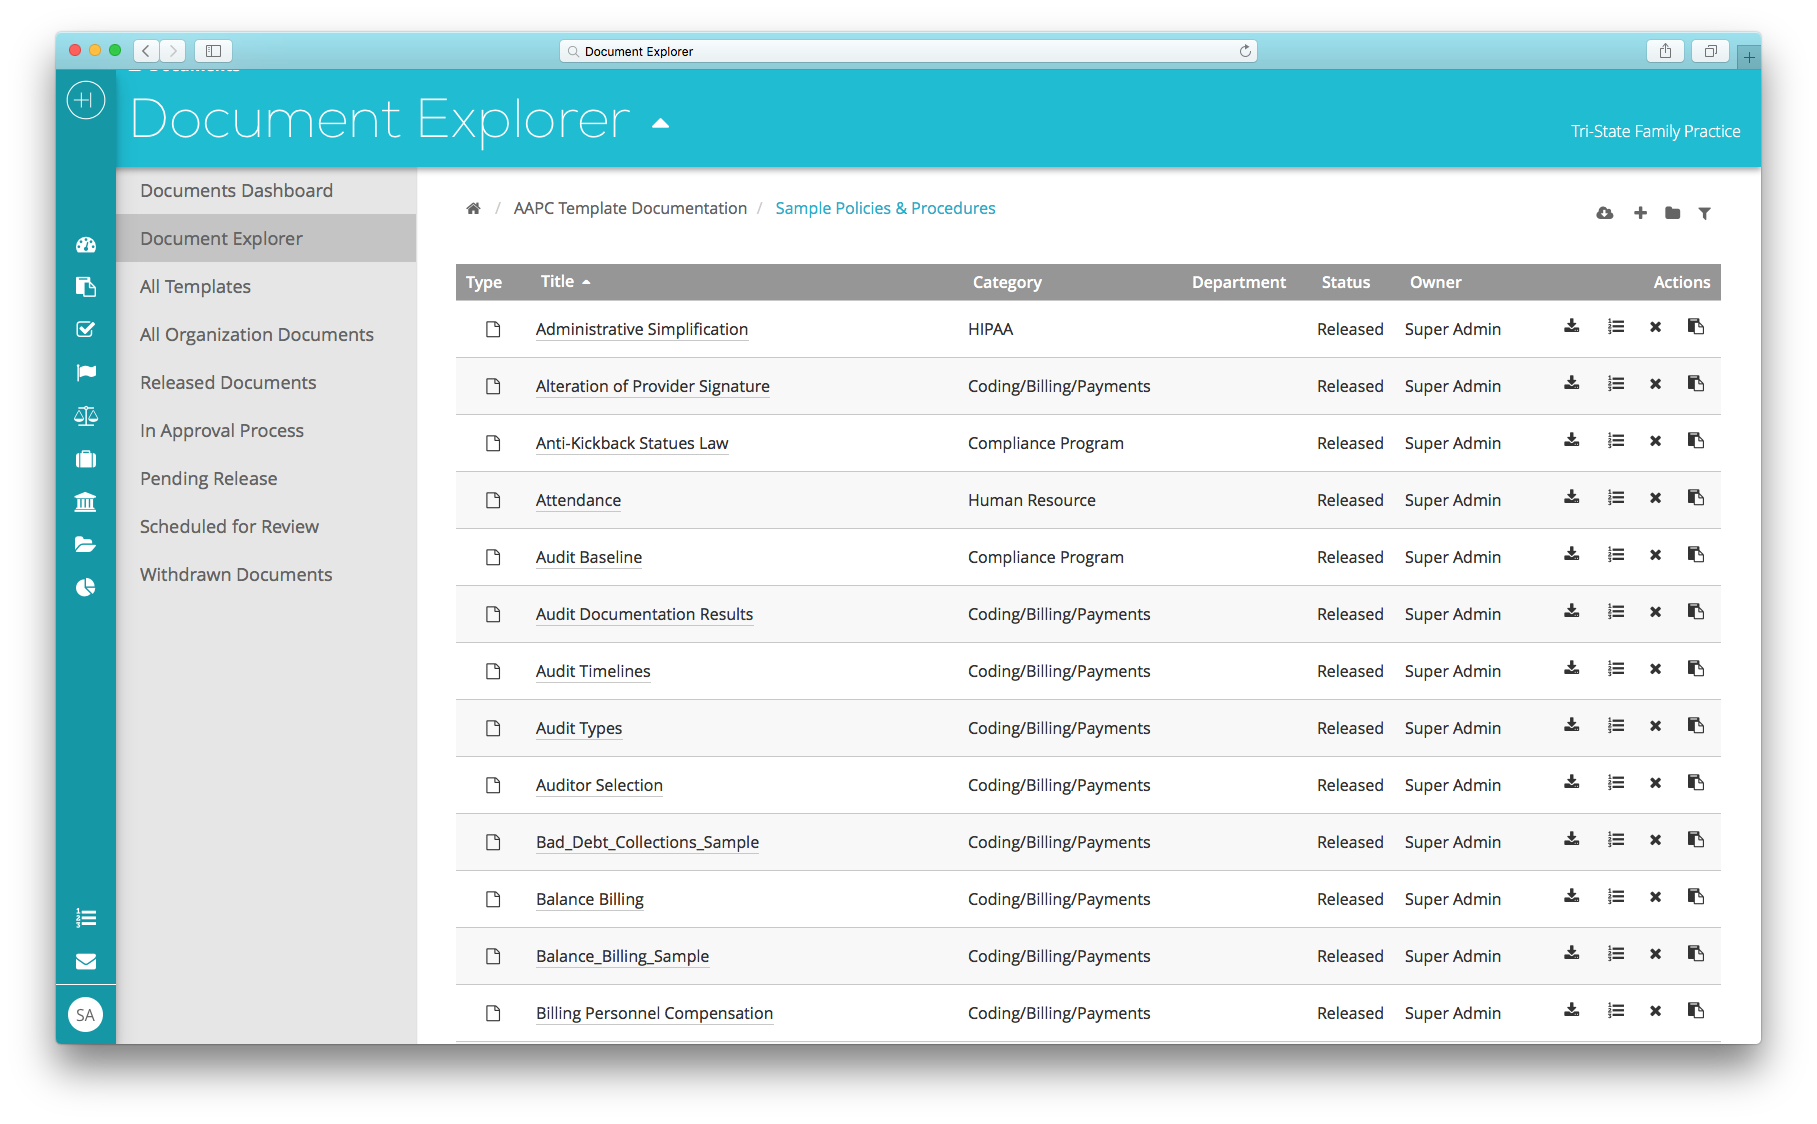 Document Explorer
Documents
Document Explorer
Tri-State Family Practice
Documents Dashboard
Document Explorer
All Templates
All Organization Documents
Released Documents
In Approval Process
Pending Release
Scheduled for Review
Withdrawn Documents
SA
/ AAPC Template Documentation / Sample Policies & Procedures
Type Title Category Department Status Owner Actions
Administrative Simplification HIPAA Released Super Admin
Alteration of Provider Signature Coding/Billing/Payments Released Super Admin
Anti-Kickback Statues Law Compliance Program Released Super Admin
Attendance Human Resource Released Super Admin
Audit Baseline Compliance Program Released Super Admin
Audit Documentation Results Coding/Billing/Payments Released Super Admin
Audit Timelines Coding/Billing/Payments Released Super Admin
Audit Types Coding/Billing/Payments Released Super Admin
Auditor Selection Coding/Billing/Payments Released Super Admin
Bad_Debt_Collections_Sample Coding/Billing/Payments Released Super Admin
Balance Billing Coding/Billing/Payments Released Super Admin
Balance_Billing_Sample Coding/Billing/Payments Released Super Admin
Billing Personnel Compensation Coding/Billing/Payments Released Super Admin